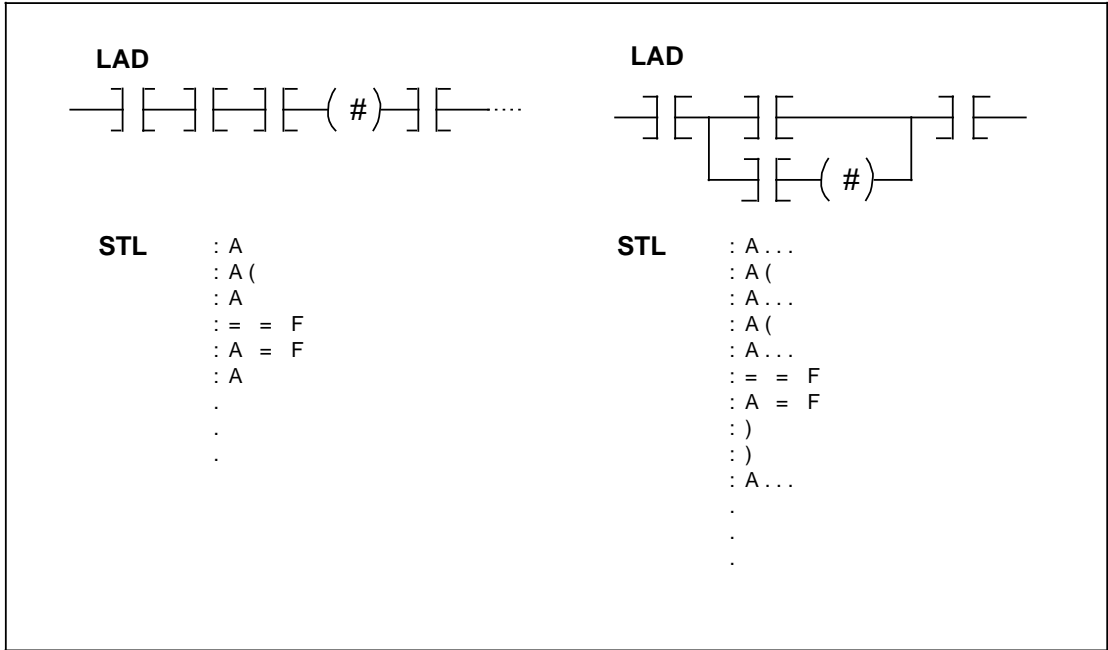 LAD
( # )
STL
: A
: A (
: A
: = = F
: A = F
: A
.
.
.
LAD
( # )
STL
: A . . .
: A (
: A . . .
: A (
: A . . .
: = = F
: A = F
: )
: )
: A . . .
.
.
.